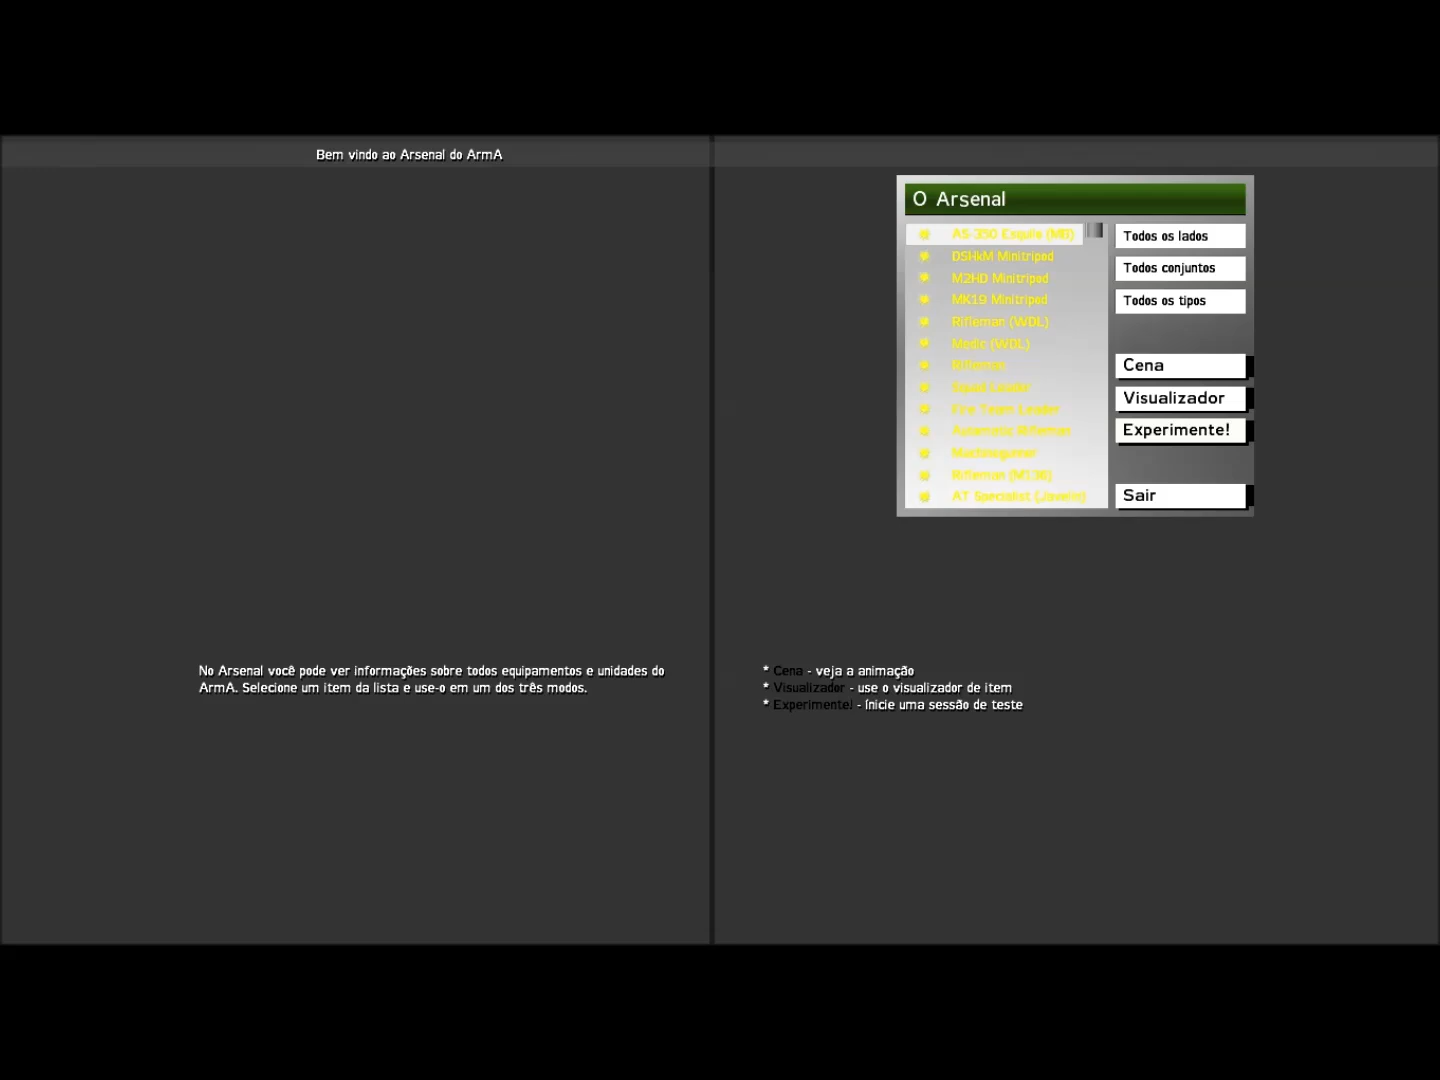 Bem vindo ao Arsenal do ArmA
O Arsenal
AS-350 Esquilo (MB)
DSHkM Minitripod
M2HD Minitripod
MK19 Minitripod
Rifleman (WDL)
Medic (WDL)
Rifleman
Squad Leader
Fire Team Leader
Automatic Rifleman
Machinegunner
Rifleman (M136)
AT Specialist (Javelin)
Todos os lados
Todos conjuntos
Todos os tipos
Cena
Visualizador
Experimente!
Sair
No Arsenal você pode ver informações sobre todos equipamentos e unidades do
ArmA. Selecione um item da lista e use-o em um dos três modos.
* Cena - veja a animação
* Visualizador - use o visualizador de item
* Experimente! - Inicie uma sessão de teste